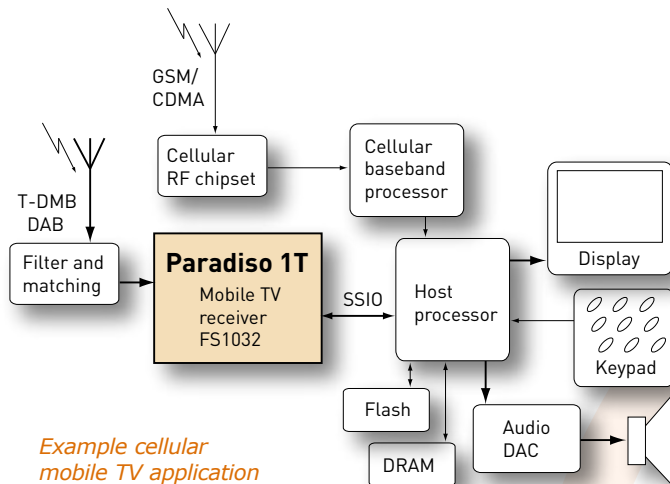 GSM/
CDMA
Cellular
RF chipset
Cellular
baseband
processor
T-DMB
DAB
Filter and
matching
Paradiso 1T
Mobile TV
receiver
FS1032
SSIO
Host
processor
Display
Keypad
Flash
DRAM
Audio
DAC
Example cellular
mobile TV application